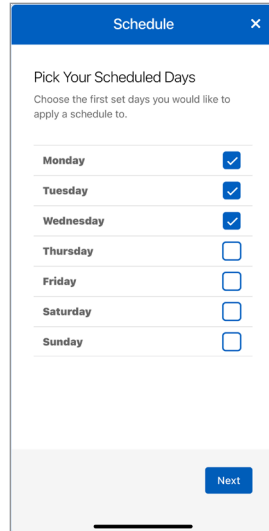 Schedule
Pick Your Scheduled Days
Choose the first set days you would like to
apply a schedule to.
Monday
Tuesday
Wednesday
Thursday
Friday
Saturday
Sunday
Next